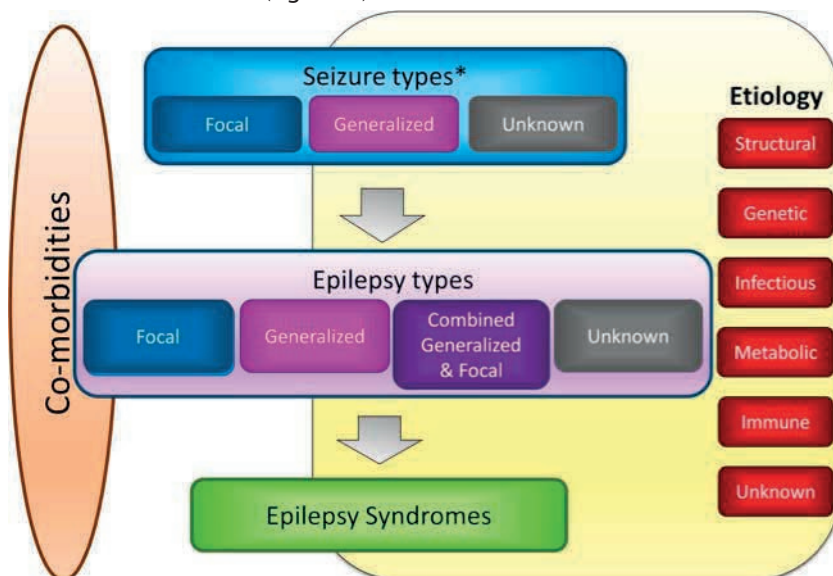 Seizure types*
Focal
Generalized
Unknown
Etiology
Structural
Genetic
Infectious
Metabolic
Immune
Unknown
Co-morbidities
Epilepsy types
Focal
Generalized
Combined
Generalized
& Focal
Unknown
Epilepsy Syndromes